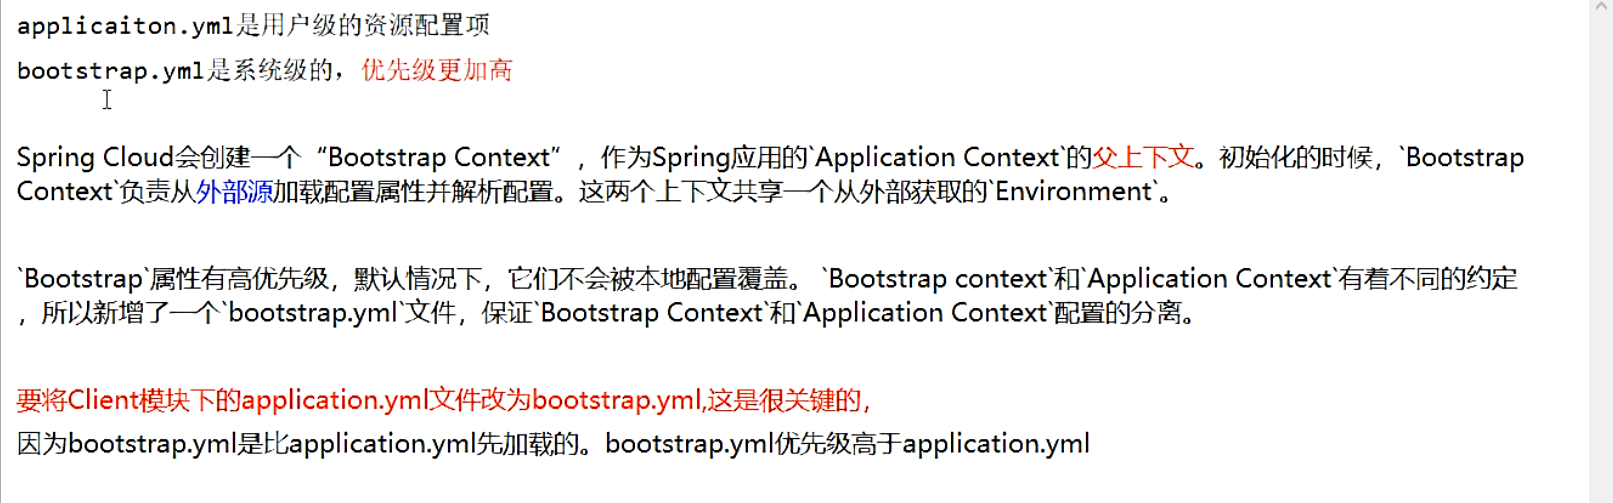 applicaiton.yml是用户级的资源配置项
bootstrap.yml是系统级的，优先级更加高
Spring Cloud会创建一个“Bootstrap Context”，作为Spring应用的`Application Context`的父上下文。初始化的时候，`Bootstrap
Context`负责从外部源加载配置属性并解析配置。这两个上下文共享一个从外部获取的`Environment`。
`Bootstrap`属性有高优先级，默认情况下，它们不会被本地配置覆盖。 `Bootstrap context`和`Application Context`有着不同的约定
，所以新增了一个`bootstrap.yml`文件，保证`Bootstrap Context`和`Application Context`配置的分离。
要将Client模块下的application.yml文件改为bootstrap.yml,这是很关键的，
因为bootstrap.yml是比application.yml先加载的。bootstrap.yml优先级高于application.yml